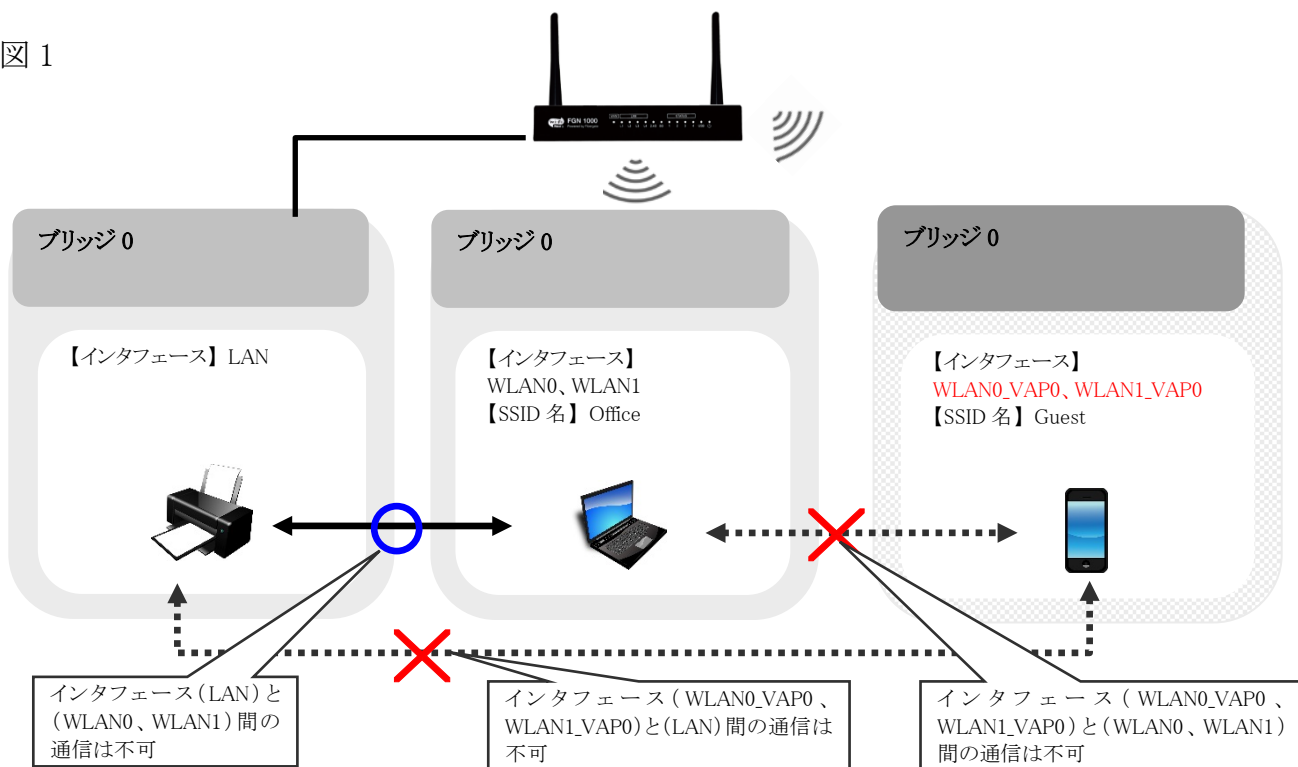 図 1
FGN 1000
ブリッジ 0
ブリッジ 0
ブリッジ 0
【インタフェース】 LAN
【インタフェース】
WLAN0、WLAN1
【SSID 名】 Office
【インタフェース】
WLAN0_VAP0、WLAN1_VAP0
【SSID 名】 Guest
インタフェース(LAN)と
(WLAN0、WLAN1)間の
通信は不可
インタフェース(WLAN0_VAP0、
WLAN1_VAP0)と(LAN)間の通信は
不可
インタフェース(WLAN0_VAP0、
WLAN1_VAP0)と(WLAN0、WLAN1)
間の通信は不可